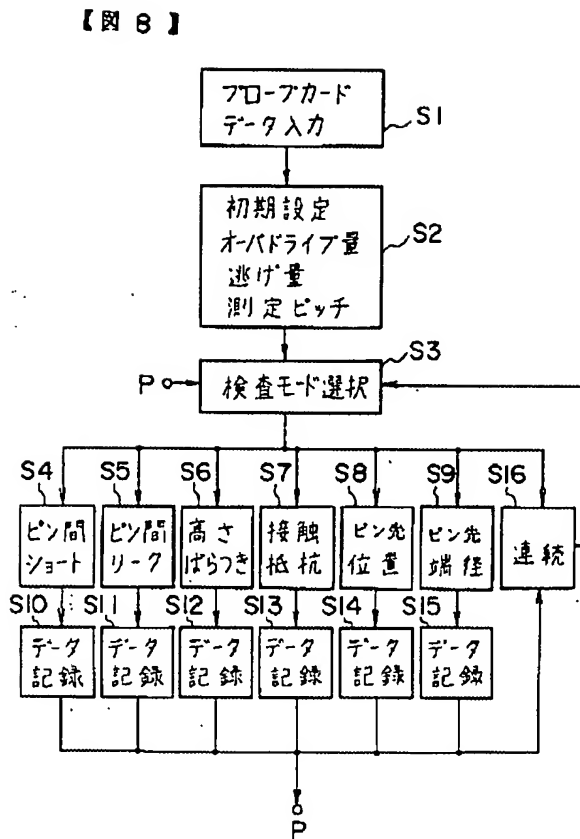 【図 8 】
プローブカード
データ入力
S1
初期設定
オーバドライブ量
逃げ量
測定ピッチ
S2
S3
P
検査モード選択
S4
S5
S6
S7
S8
S9
S16
ピン間
ショート
ピン間
リーク
高さ
ばらつき
接触
抵抗
ピン先
位置
ピン先
端径
連続
S10
S11
S12
S13
S14
S15
データ
記録
データ
記録
データ
記録
データ
記録
データ
記録
データ
記録
P